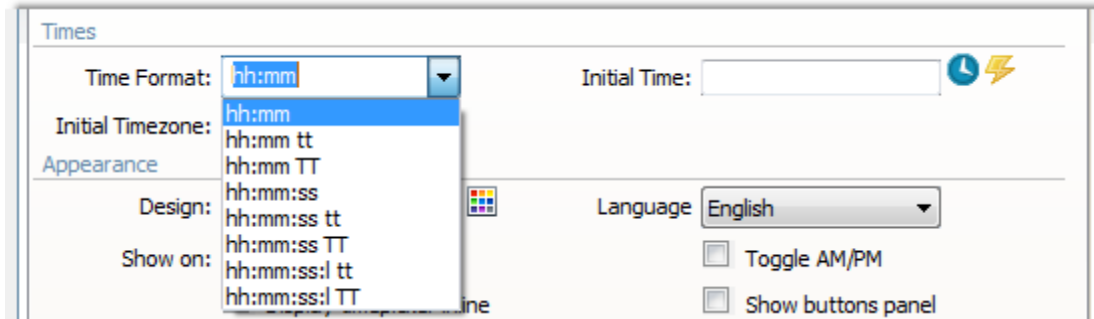 Times
Time Format: hh:mm Initial Time:
hh:mm
Initial Timezone:
hh:mm tt
hh:mm TT
Appearance
hh:mm:ss
Design:
hh:mm:ss tt
Language English
hh:mm:ss TT
Show on:
Toggle AM/PM
hh:mm:ss:l tt
hh:mm:ss:l TT
Show buttons panel